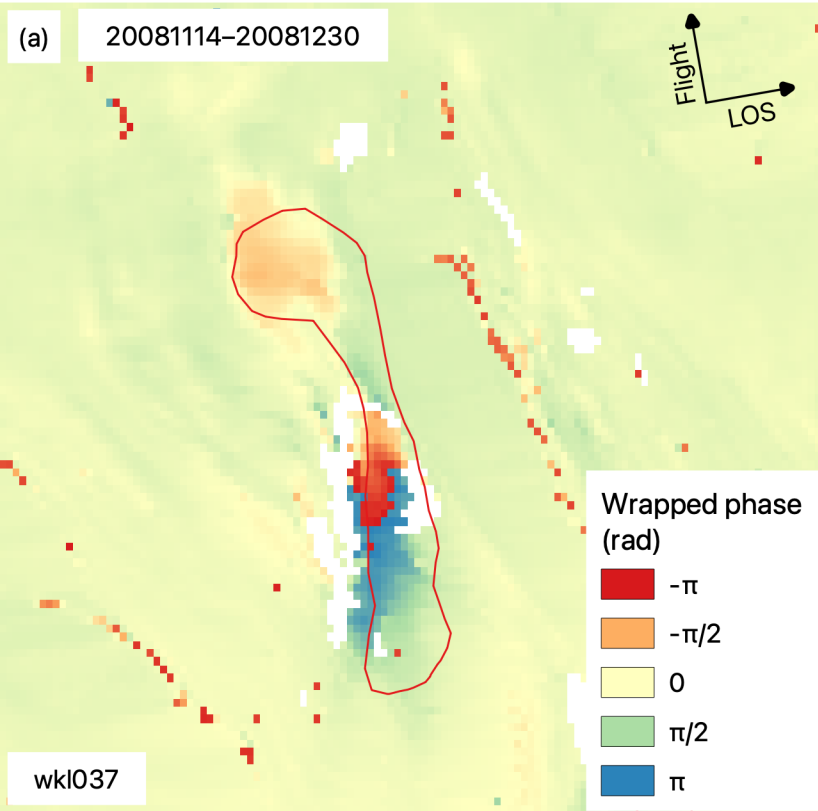 (a)
20081114–20081230
Flight
LOS
Wrapped phase
(rad)
-π
-π/2
0
π/2
π
wkl037